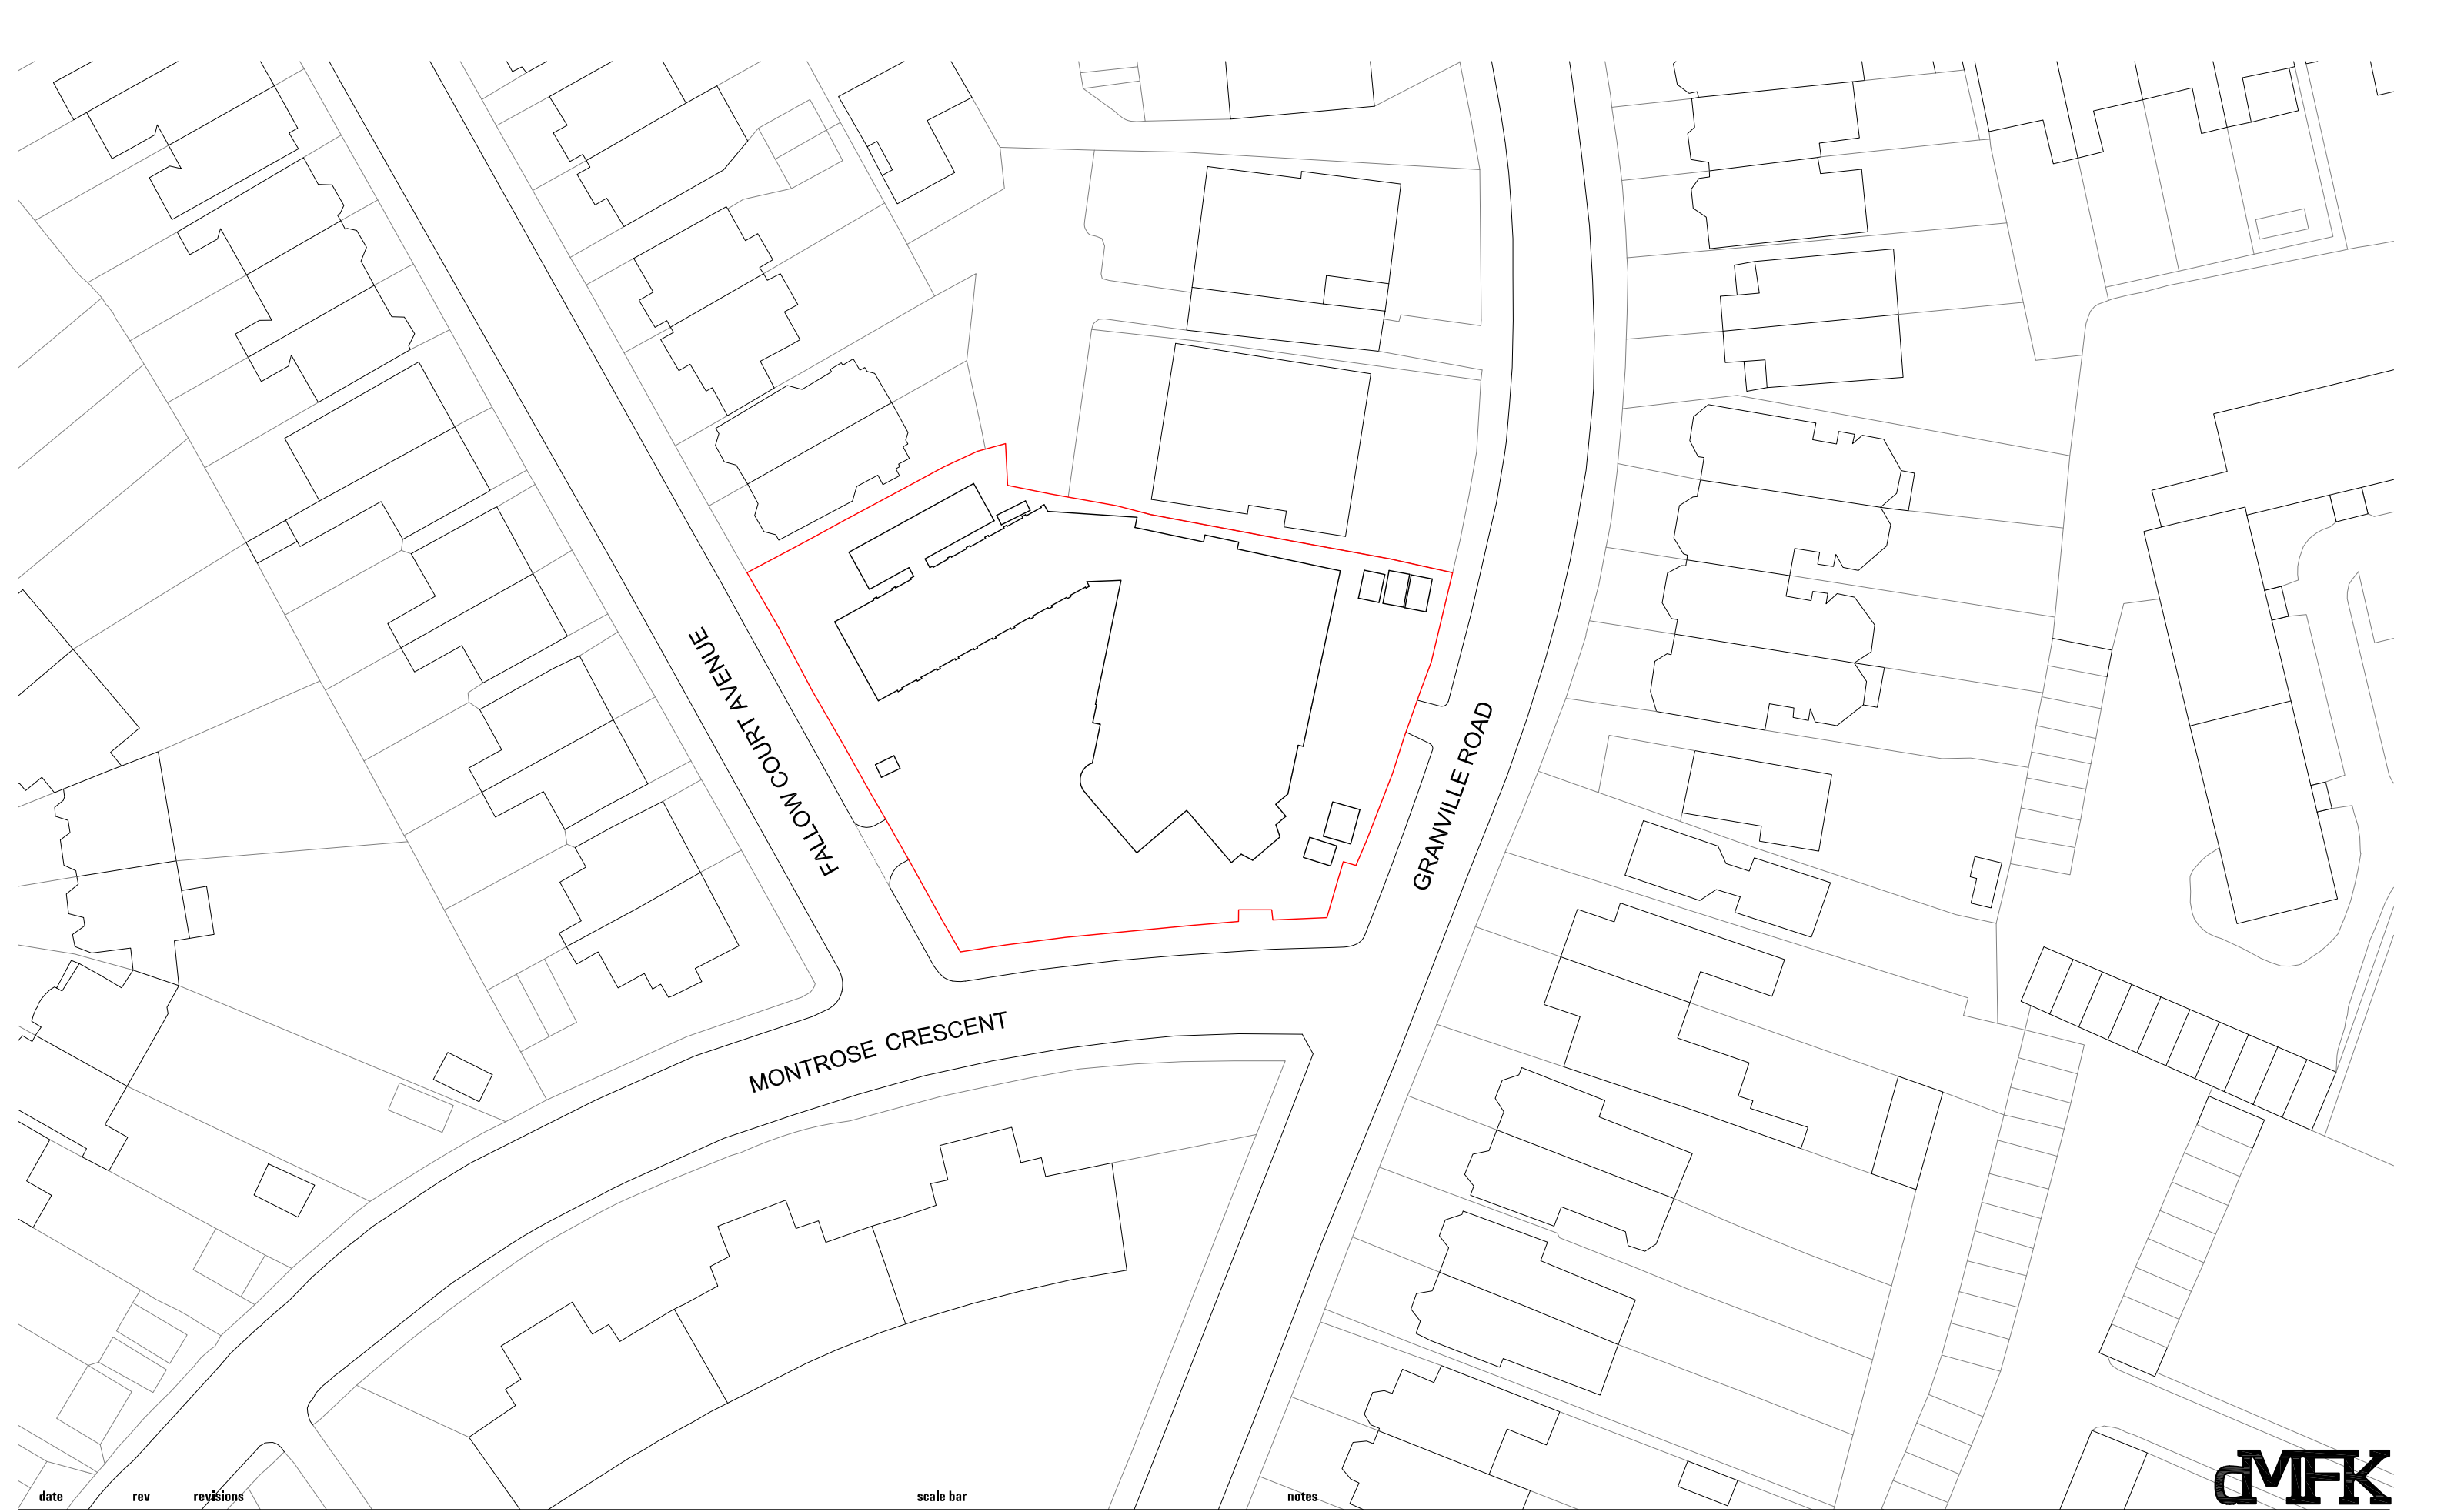 FALLOW COURT AVENUE
GRANVILLE ROAD
MONTROSE CRESCENT
date rev revisions scale bar notes
dMFK